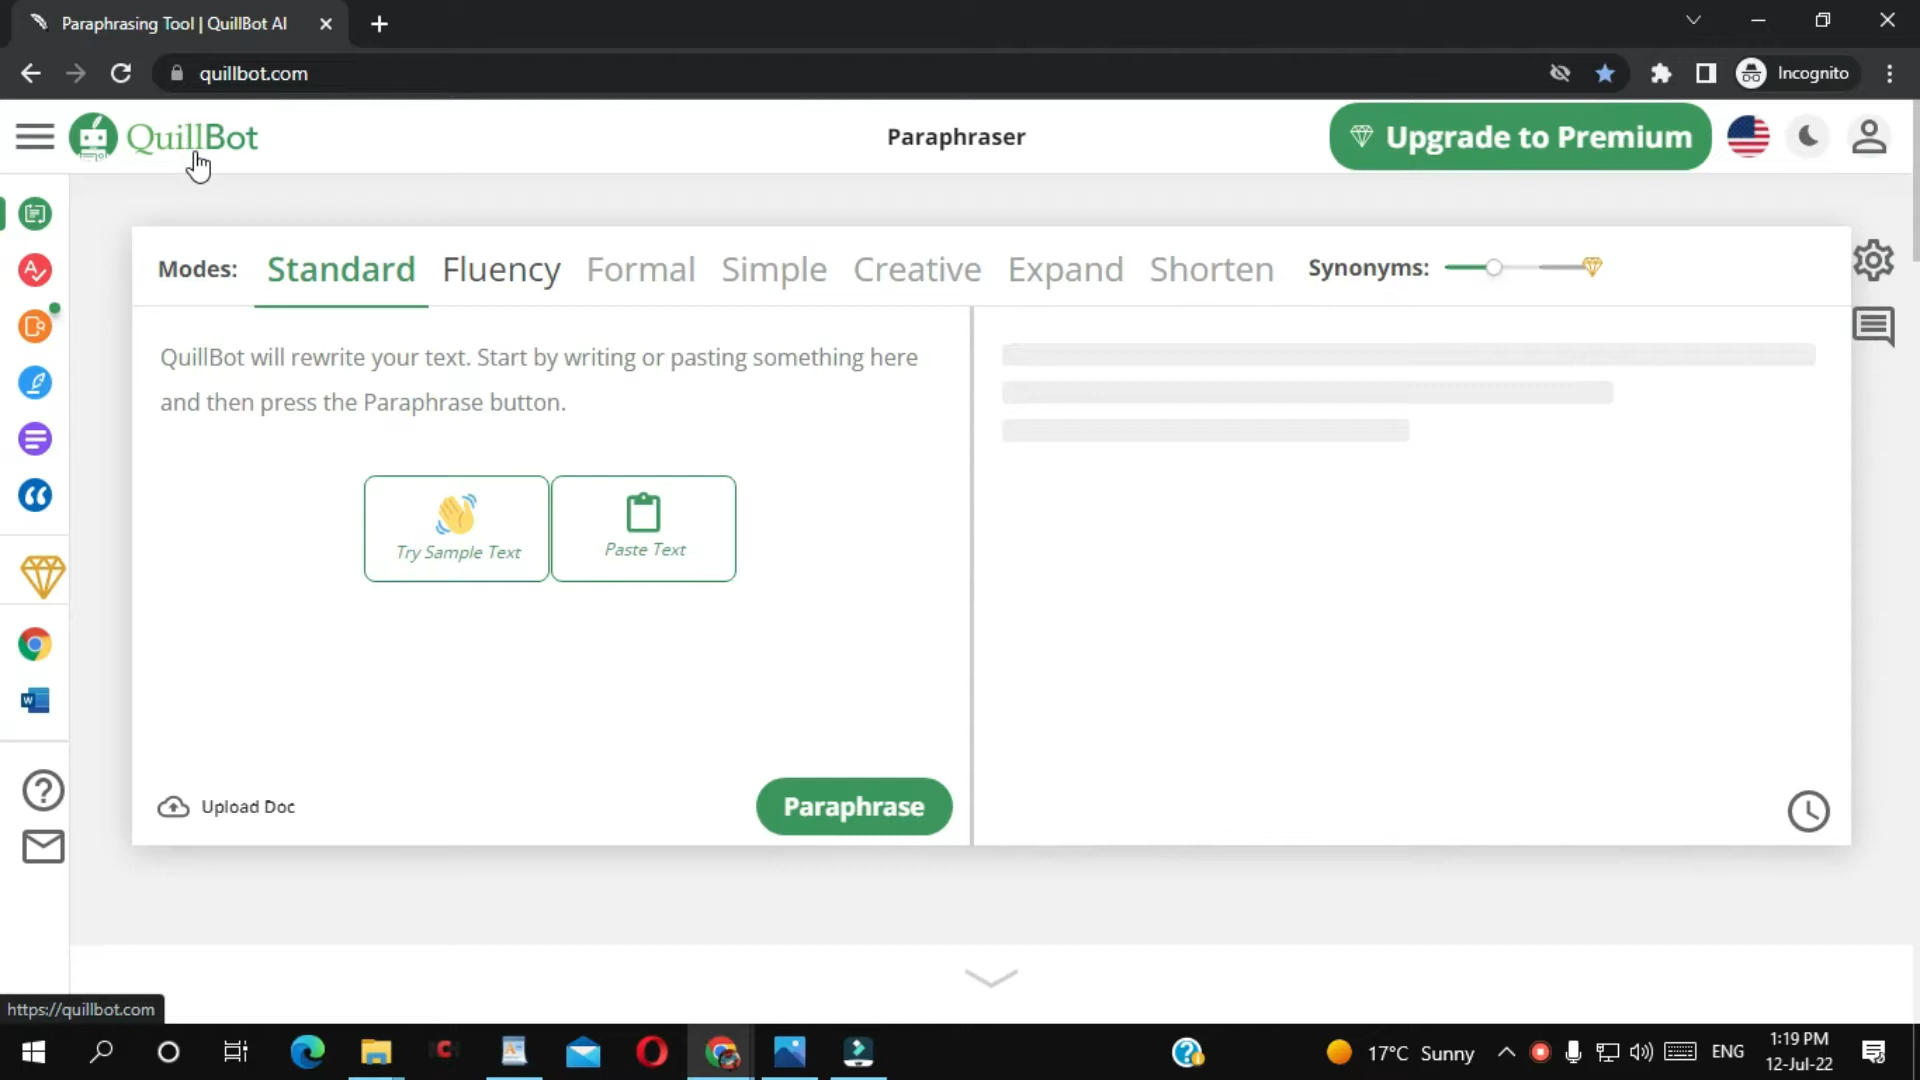 Paraphrasing Tool | QuillBot AI
quillbot.com
Incognito
QuillBot
Paraphraser
Upgrade to Premium
Modes: Standard Fluency Formal Simple Creative Expand Shorten Synonyms:
QuillBot will rewrite your text. Start by writing or pasting something here
and then press the Paraphrase button.
Try Sample Text
Paste Text
Upload Doc
Paraphrase
https://quillbot.com
17°C Sunny
ENG
1:19 PM
12-Jul-22